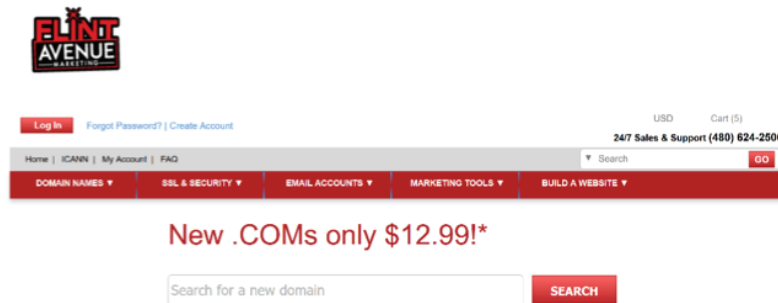 FLINT
AVENUE
MARKETING
USD Cart (5)
Log In Forgot Password? | Create Account
24/7 Sales & Support (480) 624-2500
Home | ICANN | My Account | FAQ
Search GO
DOMAIN NAMES ▼ SSL & SECURITY ▼ EMAIL ACCOUNTS ▼ MARKETING TOOLS ▼ BUILD A WEBSITE ▼
New .COMs only $12.99!*
Search for a new domain SEARCH